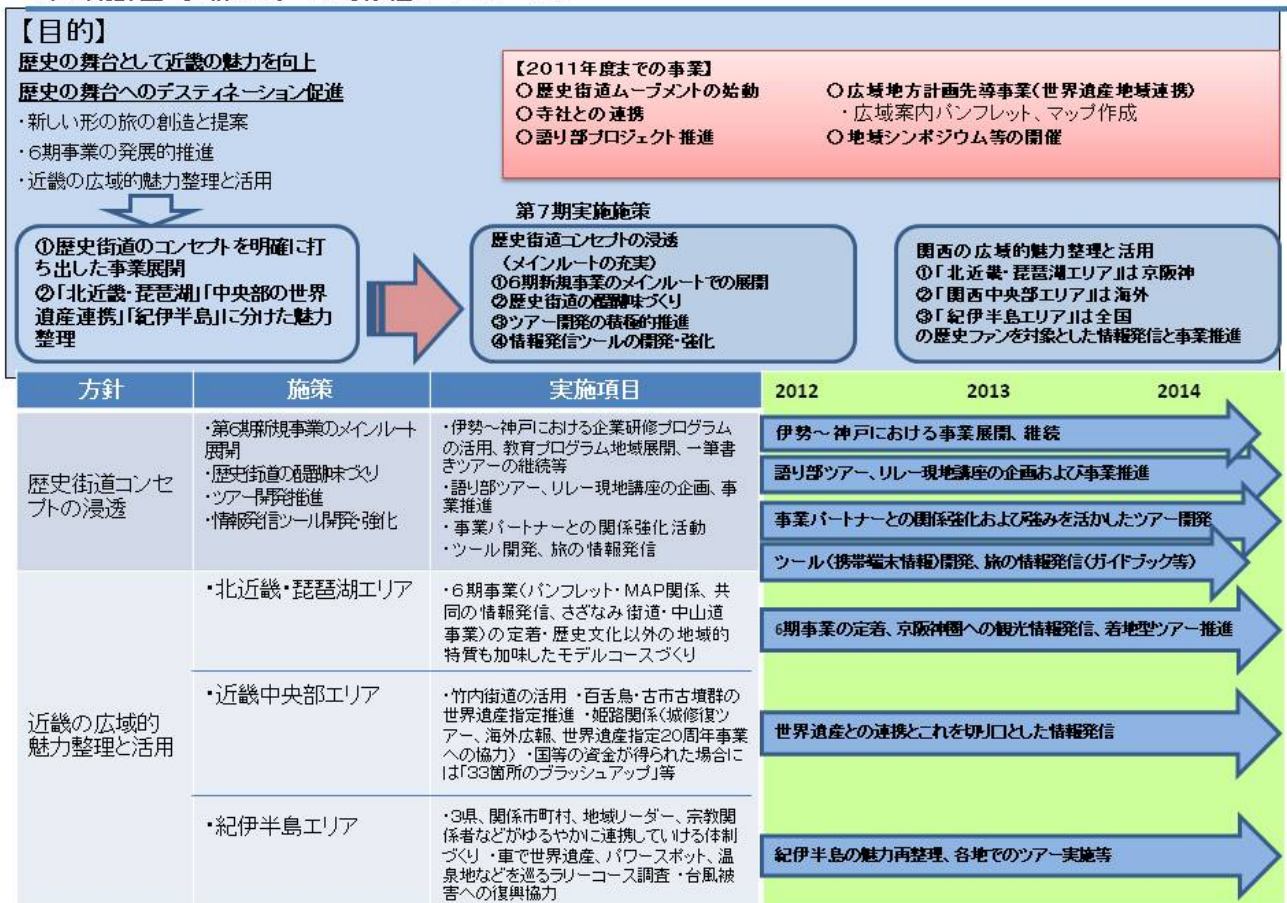 【目的】
歴史の舞台として近畿の魅力を向上
歴史の舞台へのデスティネーション促進
・新しい形の旅の創造と提案
・6期事業の発展的推進
・近畿の広域的魅力整理と活用
【2011年度までの事業】
○歴史街道ムーブメントの始動
○寺社との連携
○語り部プロジェクト推進
○広域地方計画先導事業(世界遺産地域連携)
・広域案内パンフレット、マップ作成
○地域シンポジウム等の開催
①歴史街道のコンセプトを明確に打
ち出した事業展開
②「北近畿・琵琶湖」「中央部の世界
遺産連携」「紀伊半島」に分けた魅力
整理
第7期実施施策
歴史街道コンセプトの浸透
(メインルートの充実)
①6期新規事業のメインルートでの展開
②歴史街道の醍醐味づくり
③ツアー開発の積極的推進
④情報発信ツールの開発・強化
関西の広域的魅力整理と活用
①「北近畿・琵琶湖エリア」は京阪神
②「関西中央部エリア」は海外
③「紀伊半島エリア」は全国
の歴史ファンを対象とした情報発信と事業推進
方針
施策
実施項目
2012
2013
2014
歴史街道コンセ
プトの浸透
・第6期新規事業のメインルート
展開
・歴史街道の醍醐味づくり
・ツアー開発推進
・情報発信ツール開発・強化
・伊勢～神戸における企業研修プログラム
の活用、教育プログラム地域展開、一筆書
きツアーの継続等
・語り部ツアー、リレー現地講座の企画、事
業推進
・事業パートナーとの関係強化活動
・ツール開発、旅の情報発信
伊勢～神戸における事業展開、継続
語り部ツアー、リレー現地講座の企画および事業推進
事業パートナーとの関係強化および強みを活かしたツアー開発
ツール(携帯端末情報)開発、旅の情報発信(ガイドブック等)
近畿の広域的
魅力整理と活用
・北近畿・琵琶湖エリア
・6期事業(パンフレット・MAP関係、共
同の情報発信、さざなみ街道・中山道
事業)の定着・歴史文化以外の地域的
特質も加味したモデルコースづくり
6期事業の定着、京阪神圏への観光情報発信、着地型ツアー推進
・近畿中央部エリア
・竹内街道の活用 ・百舌鳥・古市古墳群の
世界遺産指定推進 ・姫路関係(城修復ツ
アー、海外広報、世界遺産指定20周年事業
への協力) ・国等の資金が得られた場合に
は「33箇所のブラッシュアップ」等
世界遺産との連携とこれを切り口とした情報発信
・紀伊半島エリア
・3県、関係市町村、地域リーダー、宗教関
係者などがゆるやかに連携していける体制
づくり ・車で世界遺産、パワースポット、温
泉地などを巡るラリーコース調査 ・台風被
害への復興協力
紀伊半島の魅力再整理、各地でのツアー実施等